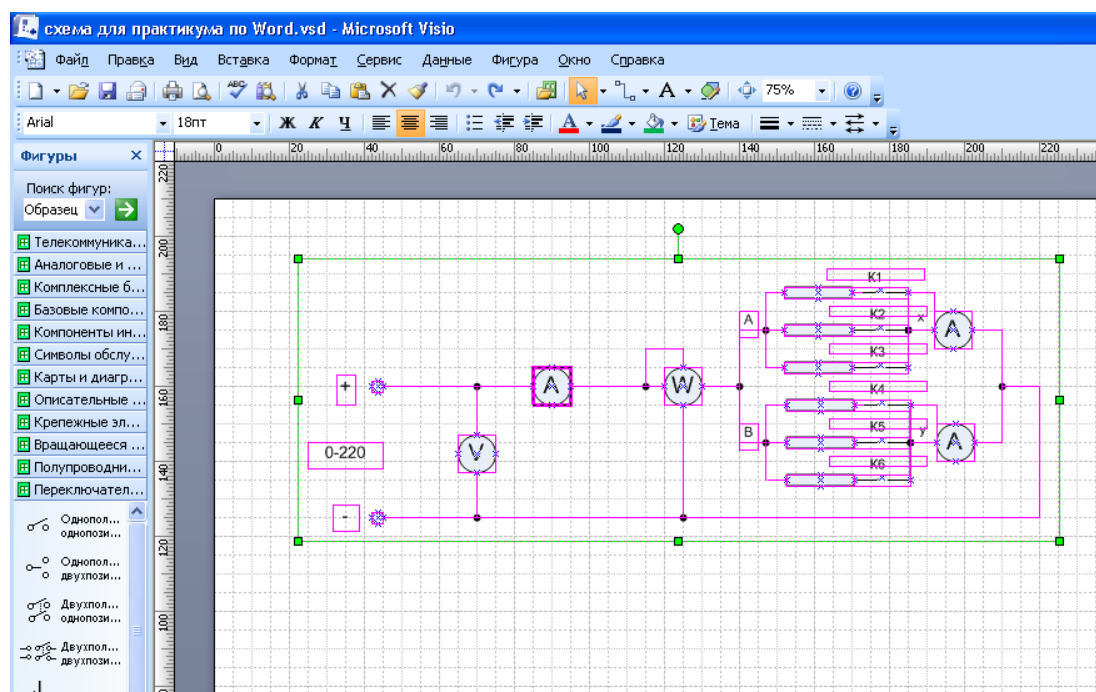 схема для практикума по Word.vsd - Microsoft Visio
Файл Правка Вид Вставка Формат Сервис Данные Фигура Окно Справка
ABC A 75%
Arial 18пт Ж К Ч A Тема
Фигуры
0 20 40 60 80 100 120 140 160 180 200 220
Поиск фигур:
Образец
Телекоммуника...
Аналоговые и ...
Комплексные б...
Базовые компо...
Компоненты ин...
Символы обслу...
Карты и диагр...
Описательные ...
Крепежные эл...
Вращающееся ...
Полупроводни...
Переключател...
Однопол...
однопози...
Однопол...
двухпози...
Двухпол...
однопози...
Двухпол...
двухпози...
220
200
180
160
140
120
100
K1
K2
A x A
K3
+ A W K4
B K5 y A
0-220 V K6
-